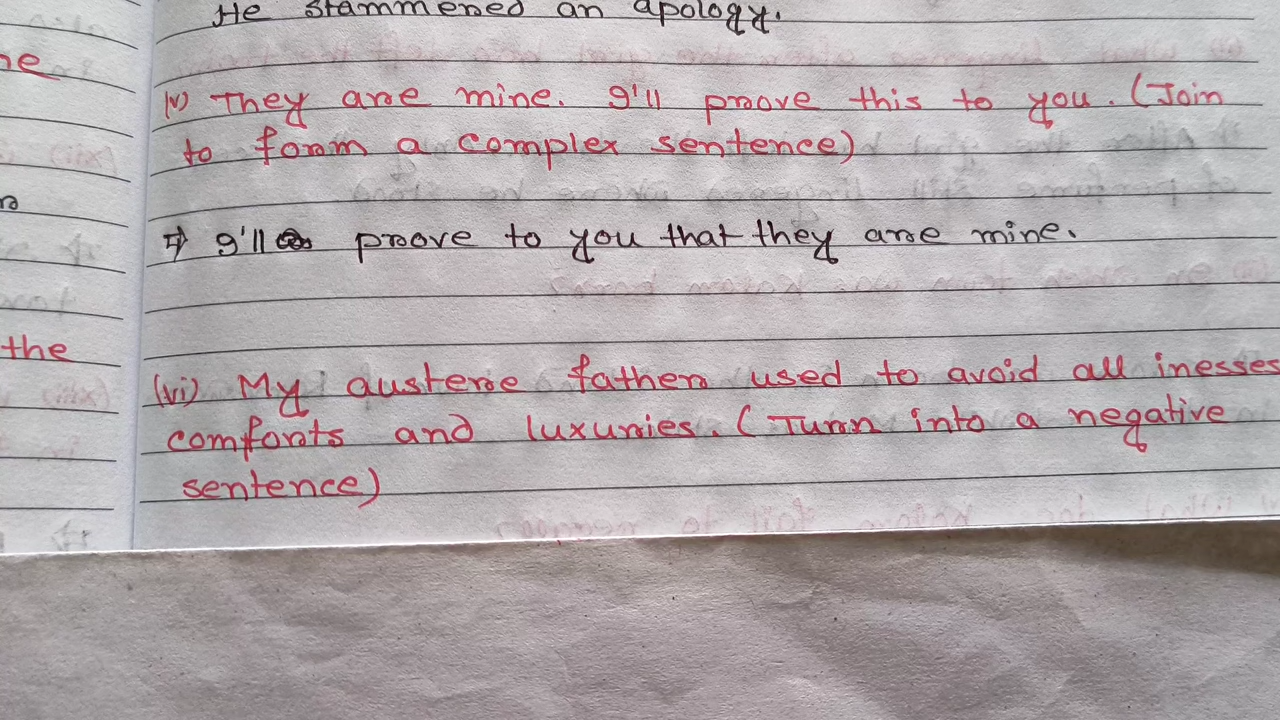 He stammered an apology.
ne
(v) They are mine. I'll prove this to you. (Join
to form a complex sentence)
⇒ I'll prove to you that they are mine.
the
(vi) My austere father used to avoid all inesses
comforts and luxuries. (Turn into a negative
sentence)